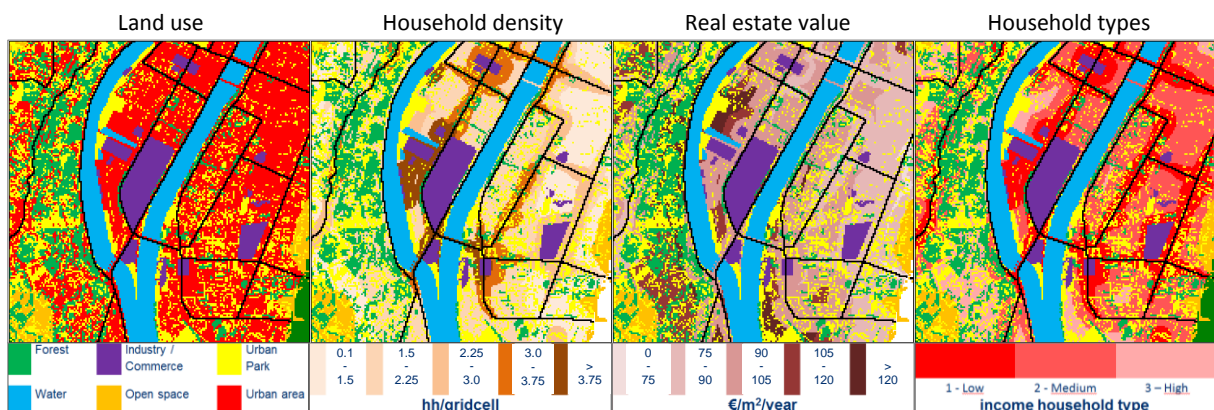 Land use
Household density
Real estate value
Household types
Forest
Industry /
Commerce
Urban
Park
Water
Open space
Urban area
0.1
-
1.5
1.5
-
2.25
2.25
-
3.0
3.0
-
3.75
>
3.75
hh/gridcell
0
-
75
75
-
90
90
-
105
105
-
120
>
120
€/m²/year
1 - Low
2 - Medium
3 – High
income household type